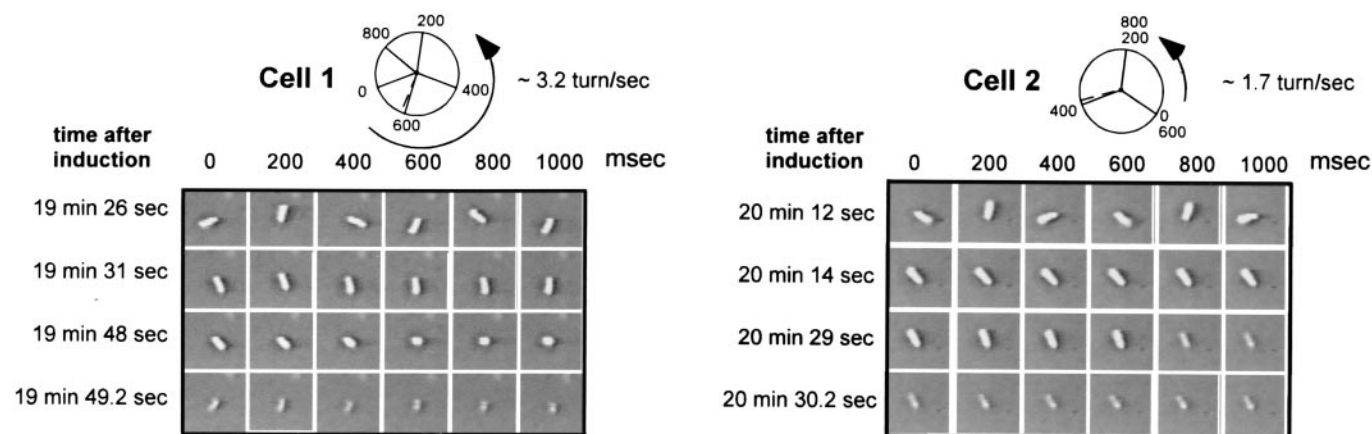 200
800
Cell 1
~ 3.2 turn/sec
0
400
600
time after
induction
0 200 400 600 800 1000 msec
19 min 26 sec
19 min 31 sec
19 min 48 sec
19 min 49.2 sec
800
200
Cell 2
~ 1.7 turn/sec
400
0
600
time after
induction
0 200 400 600 800 1000 msec
20 min 12 sec
20 min 14 sec
20 min 29 sec
20 min 30.2 sec